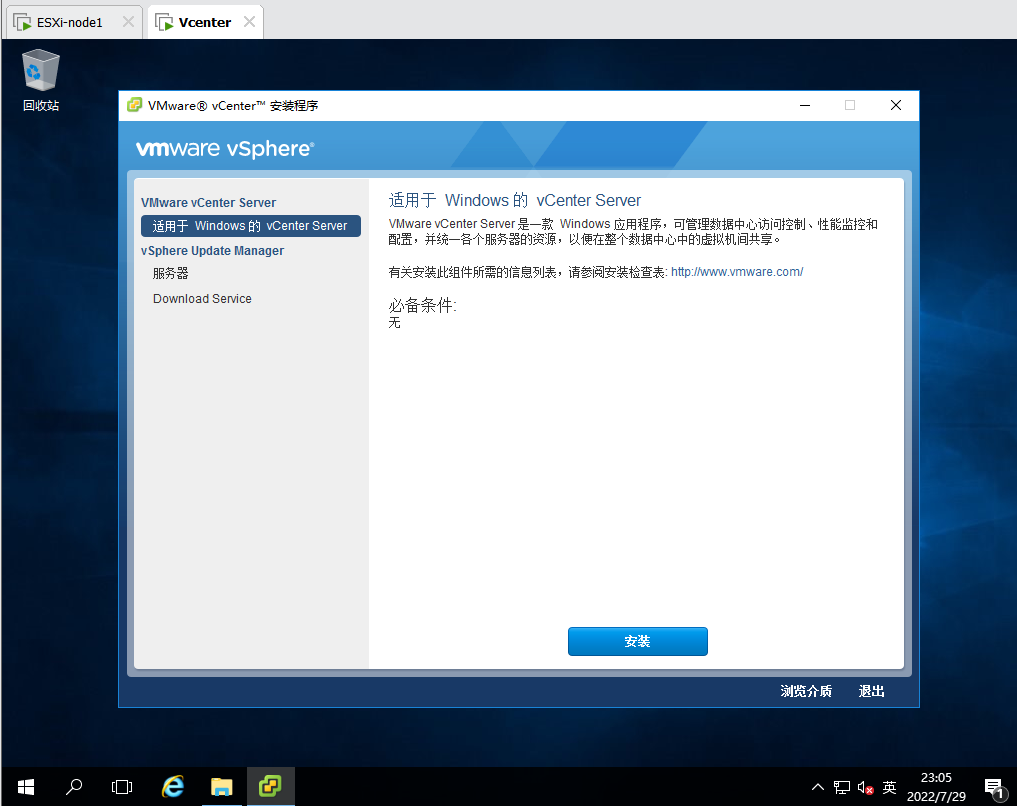 ESXi-node1
Vcenter
回收站
VMware® vCenter™ 安装程序
vmware vSphere®
VMware vCenter Server
适用于 Windows 的 vCenter Server
vSphere Update Manager
服务器
Download Service
适用于 Windows 的 vCenter Server
VMware vCenter Server 是一款 Windows 应用程序，可管理数据中心访问控制、性能监控和
配置，并统一各个服务器的资源，以便在整个数据中心中的虚拟机间共享。
有关安装此组件所需的信息列表，请参阅安装检查表: http://www.vmware.com/
必备条件:
无
安装
浏览介质 退出
英
23:05
2022/7/29
1